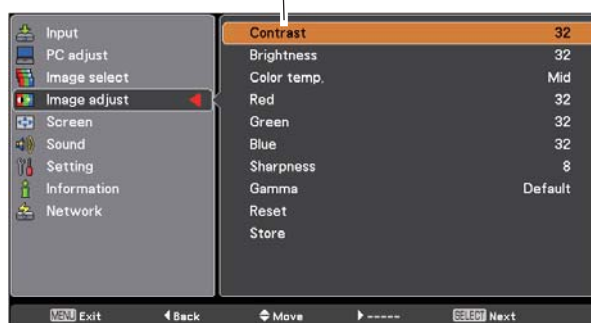 Input
PC adjust
Image select
Image adjust
Screen
Sound
Setting
Information
Network
Contrast 32
Brightness 32
Color temp. Mid
Red 32
Green 32
Blue 32
Sharpness 8
Gamma Default
Reset
Store
MENU Exit Back Move ----- SELECT Next